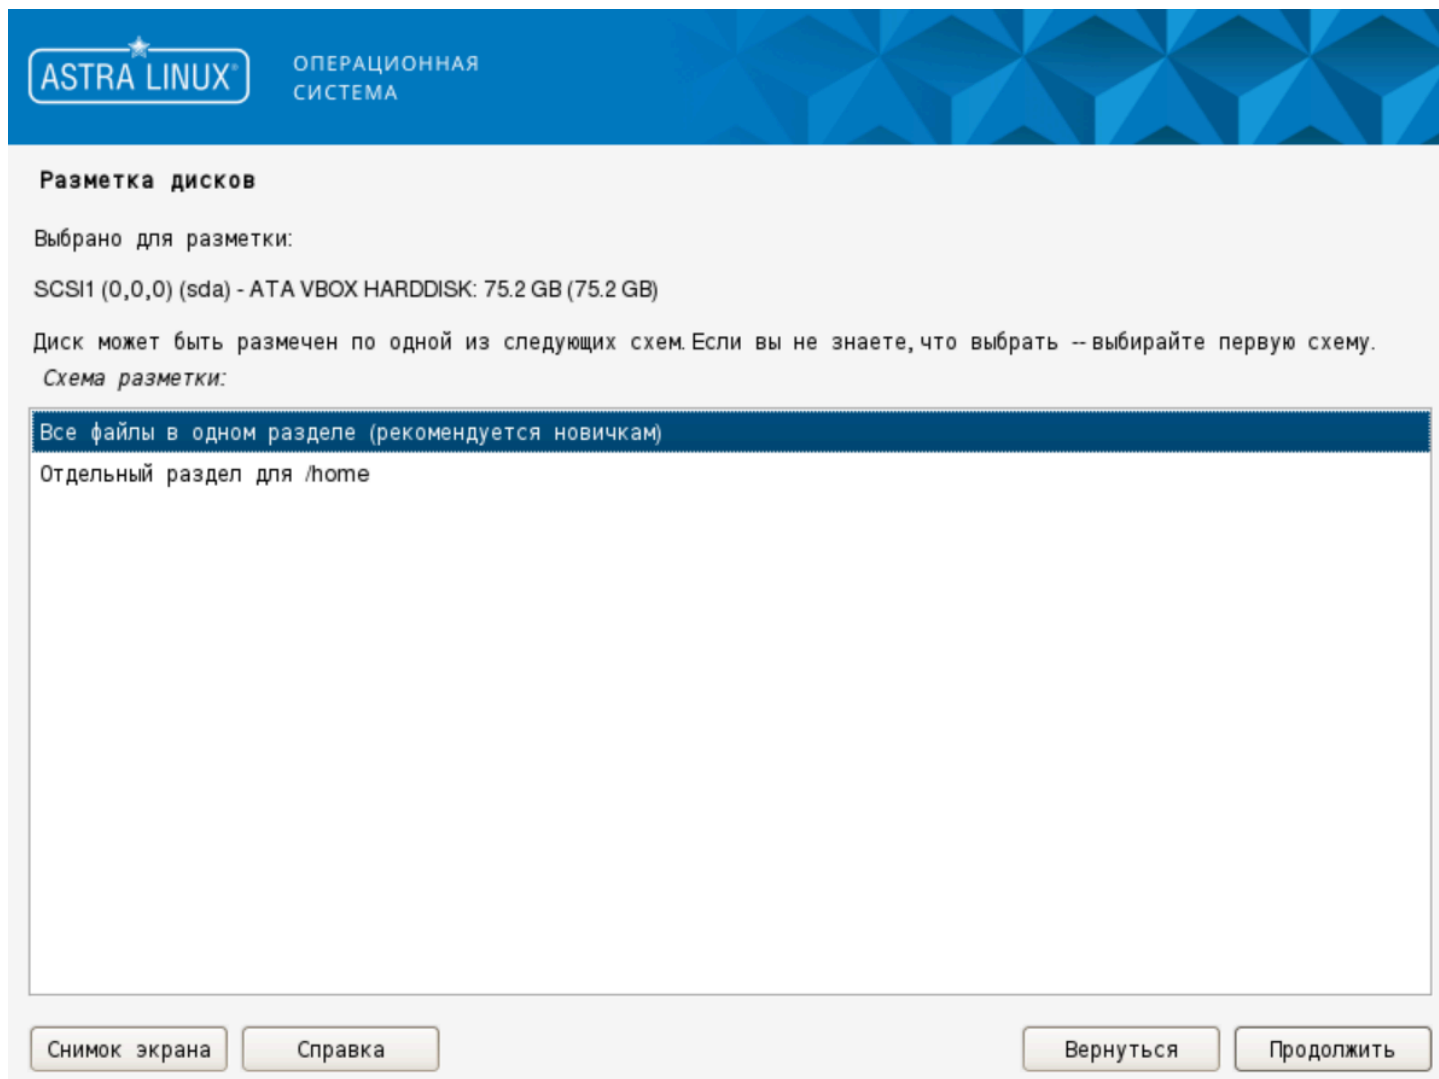 ASTRA LINUX®
ОПЕРАЦИОННАЯ
СИСТЕМА
Разметка дисков
Выбрано для разметки:
SCSI1 (0,0,0) (sda) - ATA VBOX HARDDISK: 75.2 GB (75.2 GB)
Диск может быть размечен по одной из следующих схем. Если вы не знаете, что выбрать -- выбирайте первую схему.
Схема разметки:
Все файлы в одном разделе (рекомендуется новичкам)
Отдельный раздел для /home
Снимок экрана
Справка
Вернуться
Продолжить